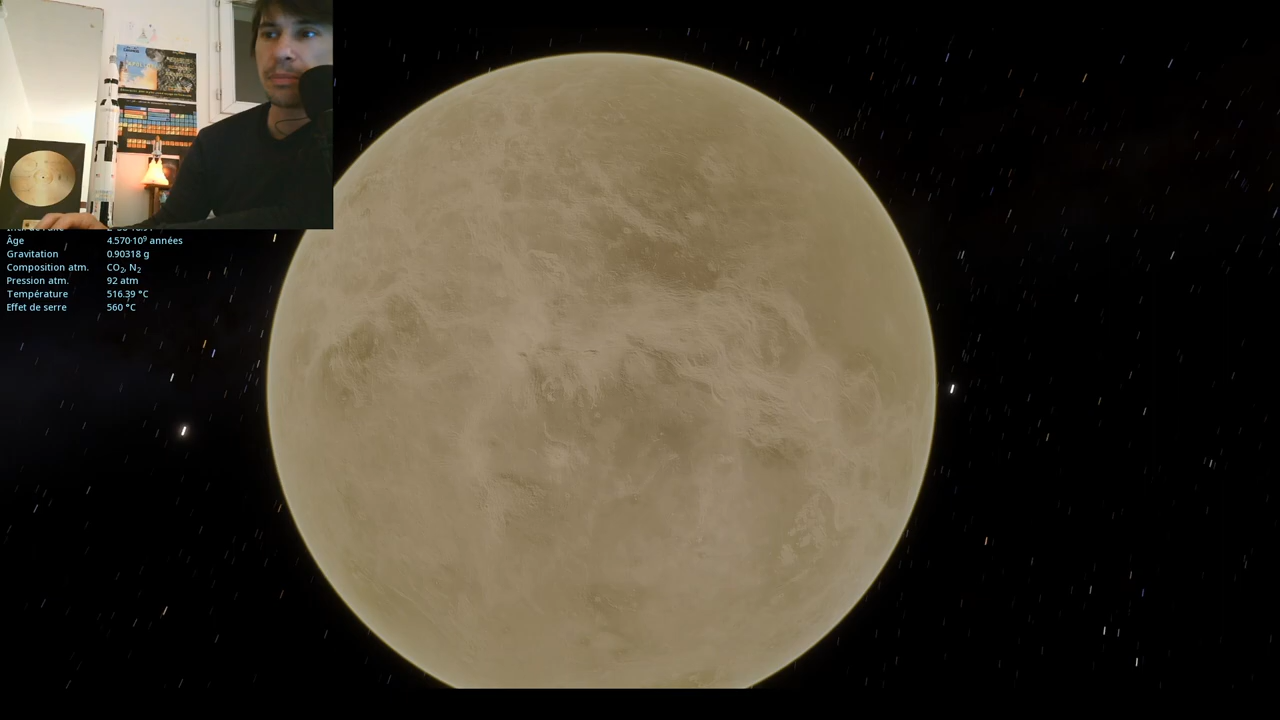 Âge 4.570·10⁹ années
Gravitation 0.90318 g
Composition atm. CO₂, N₂
Pression atm. 92 atm
Température 516.39 °C
Effet de serre 560 °C